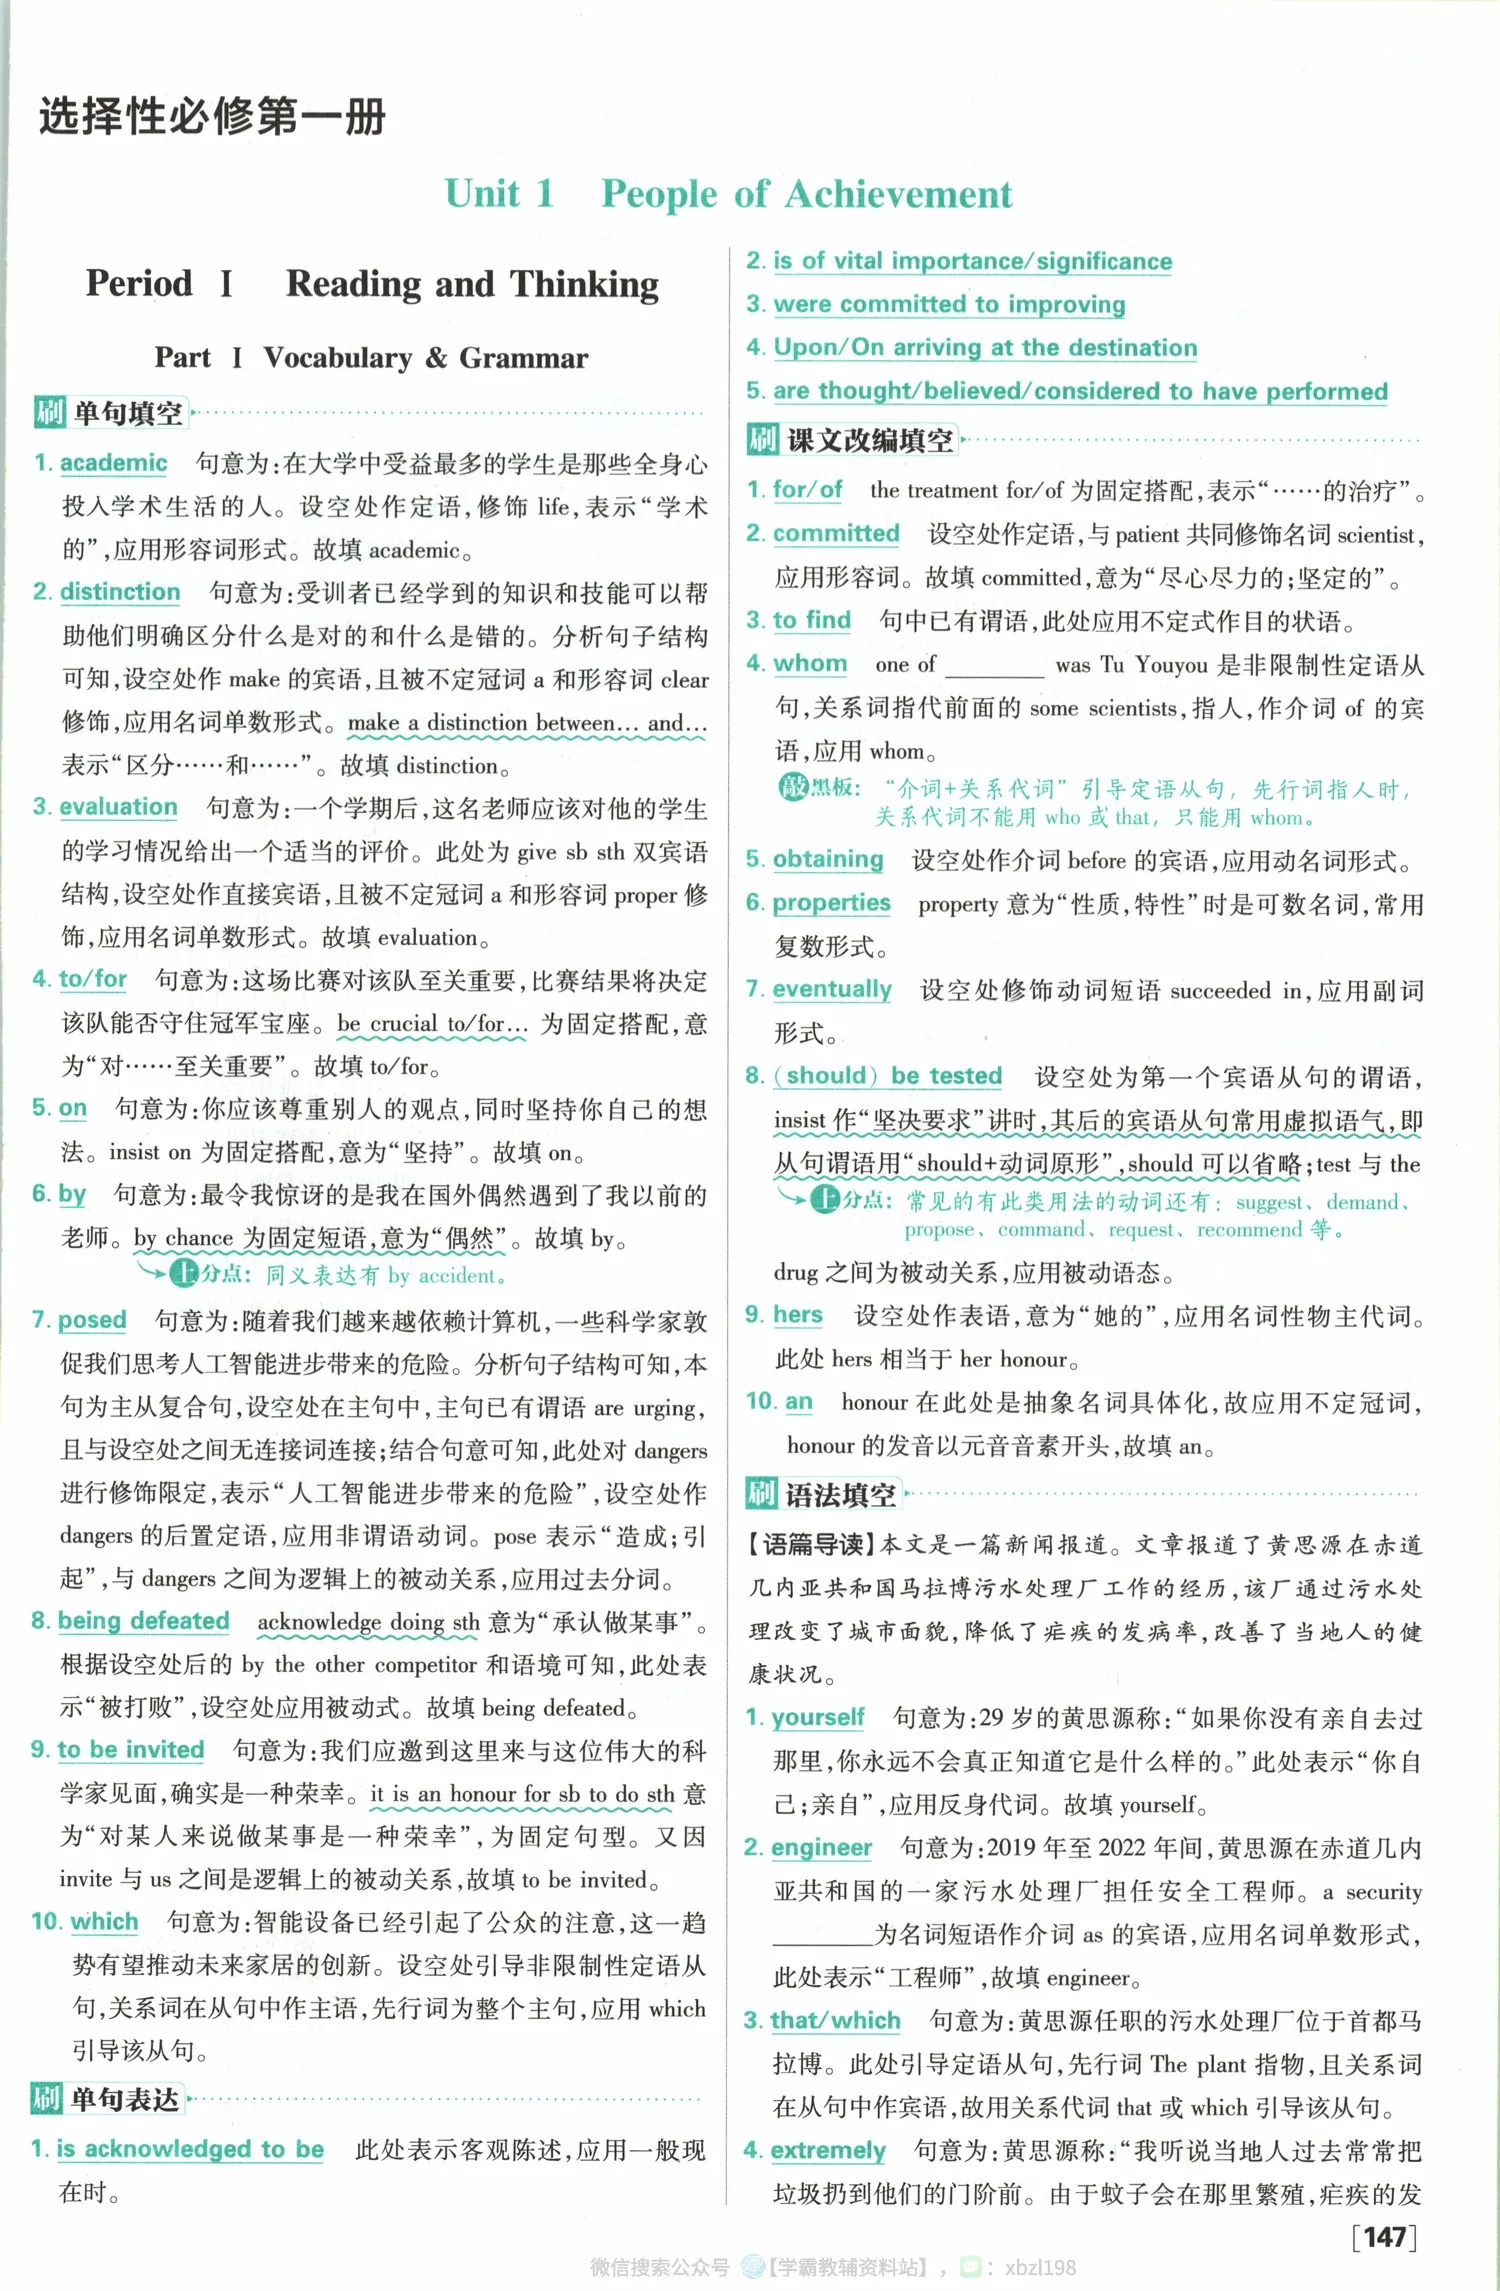 选择性必修第一册
Unit 1 People of Achievement
Period Ⅰ Reading and Thinking
Part Ⅰ Vocabulary & Grammar
刷 单句填空
1. academic 句意为:在大学中受益最多的学生是那些全身心
投入学术生活的人。设空处作定语,修饰 life,表示“学术
的”,应用形容词形式。故填 academic。
2. distinction 句意为:受训者已经学到的知识和技能可以帮
助他们明确区分什么是对的和什么是错的。分析句子结构
可知,设空处作 make 的宾语,且被不定冠词 a 和形容词 clear
修饰,应用名词单数形式。make a distinction between… and…
表示“区分……和……”。故填 distinction。
3. evaluation 句意为:一个学期后,这名老师应该对他的学生
的学习情况给出一个适当的评价。此处为 give sb sth 双宾语
结构,设空处作直接宾语,且被不定冠词 a 和形容词 proper 修
饰,应用名词单数形式。故填 evaluation。
4. to/for 句意为:这场比赛对该队至关重要,比赛结果将决定
该队能否守住冠军宝座。be crucial to/for… 为固定搭配,意
为“对……至关重要”。故填 to/for。
5. on 句意为:你应该尊重别人的观点,同时坚持你自己的想
法。insist on 为固定搭配,意为“坚持”。故填 on。
6. by 句意为:最令我惊讶的是我在国外偶然遇到了我以前的
老师。by chance 为固定短语,意为“偶然”。故填 by。
上分点：同义表达有 by accident。
7. posed 句意为:随着我们越来越依赖计算机,一些科学家敦
促我们思考人工智能进步带来的危险。分析句子结构可知,本
句为主从复合句,设空处在主句中,主句已有谓语 are urging,
且与设空处之间无连接词连接;结合句意可知,此处对 dangers
进行修饰限定,表示“人工智能进步带来的危险”,设空处作
dangers 的后置定语,应用非谓语动词。pose 表示“造成;引
起”,与 dangers 之间为逻辑上的被动关系,应用过去分词。
8. being defeated acknowledge doing sth 意为“承认做某事”。
根据设空处后的 by the other competitor 和语境可知,此处表
示“被打败”,设空处应用被动式。故填 being defeated。
9. to be invited 句意为:我们应邀到这里来与这位伟大的科
学家见面,确实是一种荣幸。it is an honour for sb to do sth 意
为“对某人来说做某事是一种荣幸”,为固定句型。又因
invite 与 us 之间是逻辑上的被动关系,故填 to be invited。
10. which 句意为:智能设备已经引起了公众的注意,这一趋
势有望推动未来家居的创新。设空处引导非限制性定语从
句,关系词在从句中作主语,先行词为整个主句,应用 which
引导该从句。
刷 单句表达
1. is acknowledged to be 此处表示客观陈述,应用一般现
在时。
2. is of vital importance/significance
3. were committed to improving
4. Upon/On arriving at the destination
5. are thought/believed/considered to have performed
刷 课文改编填空
1. for/of the treatment for/of 为固定搭配,表示“……的治疗”。
2. committed 设空处作定语,与 patient 共同修饰名词 scientist,
应用形容词。故填 committed,意为“尽心尽力的;坚定的”。
3. to find 句中已有谓语,此处应用不定式作目的状语。
4. whom one of ________ was Tu Youyou 是非限制性定语从
句,关系词指代前面的 some scientists,指人,作介词 of 的宾
语,应用 whom。
敲黑板：“介词+关系代词”引导定语从句，先行词指人时，
关系代词不能用 who 或 that，只能用 whom。
5. obtaining 设空处作介词 before 的宾语,应用动名词形式。
6. properties property 意为“性质,特性”时是可数名词,常用
复数形式。
7. eventually 设空处修饰动词短语 succeeded in,应用副词
形式。
8. (should) be tested 设空处为第一个宾语从句的谓语,
insist 作“坚决要求”讲时,其后的宾语从句常用虚拟语气,即
从句谓语用“should+动词原形”,should 可以省略;test 与 the
上分点：常见的有此类用法的动词还有：suggest、demand、
propose、command、request、recommend 等。
drug 之间为被动关系,应用被动语态。
9. hers 设空处作表语,意为“她的”,应用名词性物主代词。
此处 hers 相当于 her honour。
10. an honour 在此处是抽象名词具体化,故应用不定冠词,
honour 的发音以元音音素开头,故填 an。
刷 语法填空
【语篇导读】本文是一篇新闻报道。文章报道了黄思源在赤道
几内亚共和国马拉博污水处理厂工作的经历,该厂通过污水处
理改变了城市面貌,降低了疟疾的发病率,改善了当地人的健
康状况。
1. yourself 句意为:29 岁的黄思源称:“如果你没有亲自去过
那里,你永远不会真正知道它是什么样的。”此处表示“你自
己;亲自”,应用反身代词。故填 yourself。
2. engineer 句意为:2019 年至 2022 年间,黄思源在赤道几内
亚共和国的一家污水处理厂担任安全工程师。a security
________为名词短语作介词 as 的宾语,应用名词单数形式,
此处表示“工程师”,故填 engineer。
3. that/which 句意为:黄思源任职的污水处理厂位于首都马
拉博。此处引导定语从句,先行词 The plant 指物,且关系词
在从句中作宾语,故用关系代词 that 或 which 引导该从句。
4. extremely 句意为:黄思源称:“我听说当地人过去常常把
垃圾扔到他们的门阶前。由于蚊子会在那里繁殖,疟疾的发
[147]
微信搜索公众号【学霸教辅资料站】，：xbzl198